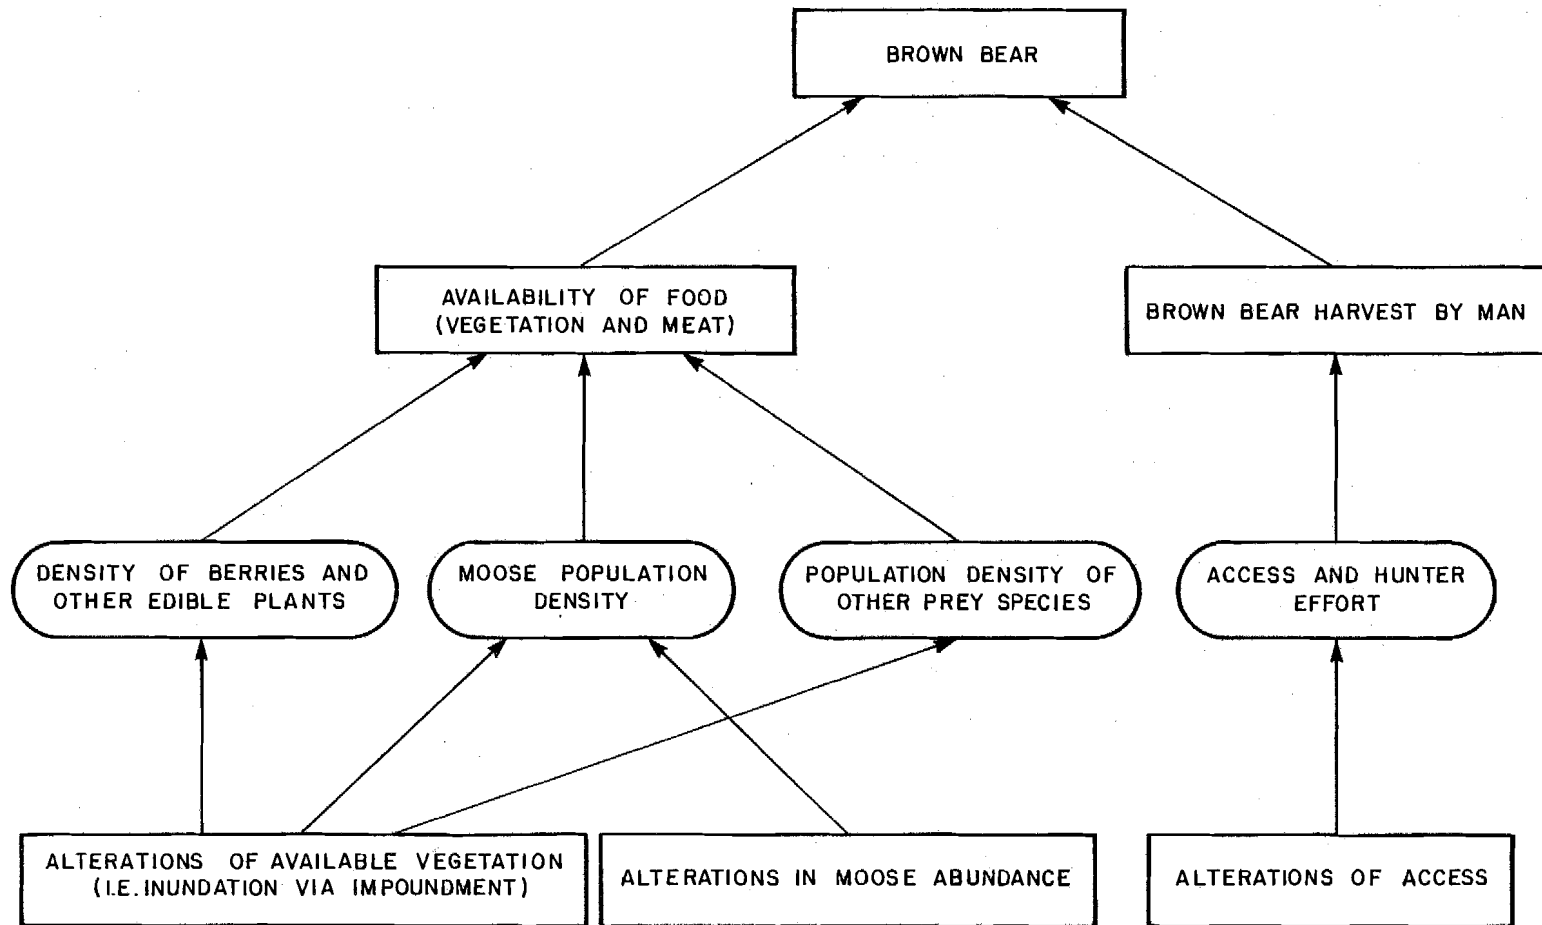 BROWN BEAR
AVAILABILITY OF FOOD
(VEGETATION AND MEAT)
BROWN BEAR HARVEST BY MAN
DENSITY OF BERRIES AND
OTHER EDIBLE PLANTS
MOOSE POPULATION
DENSITY
POPULATION DENSITY OF
OTHER PREY SPECIES
ACCESS AND HUNTER
EFFORT
ALTERATIONS OF AVAILABLE VEGETATION
(I.E. INUNDATION VIA IMPOUNDMENT)
ALTERATIONS IN MOOSE ABUNDANCE
ALTERATIONS OF ACCESS